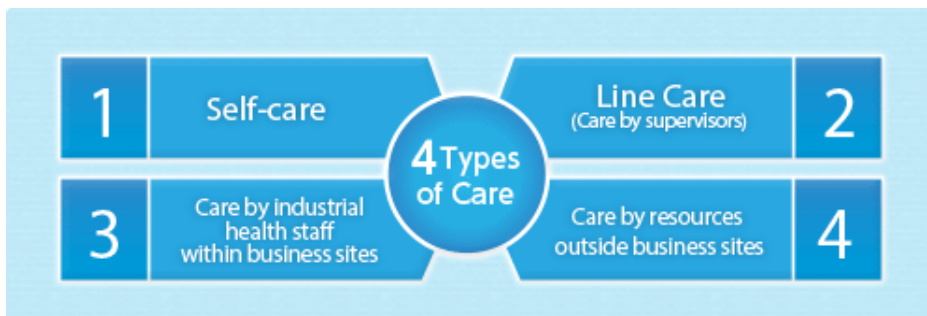 1
Self-care
Line Care
(Care by supervisors)
2
4 Types
of Care
3
Care by industrial
health staff
within business sites
Care by resources
outside business sites
4